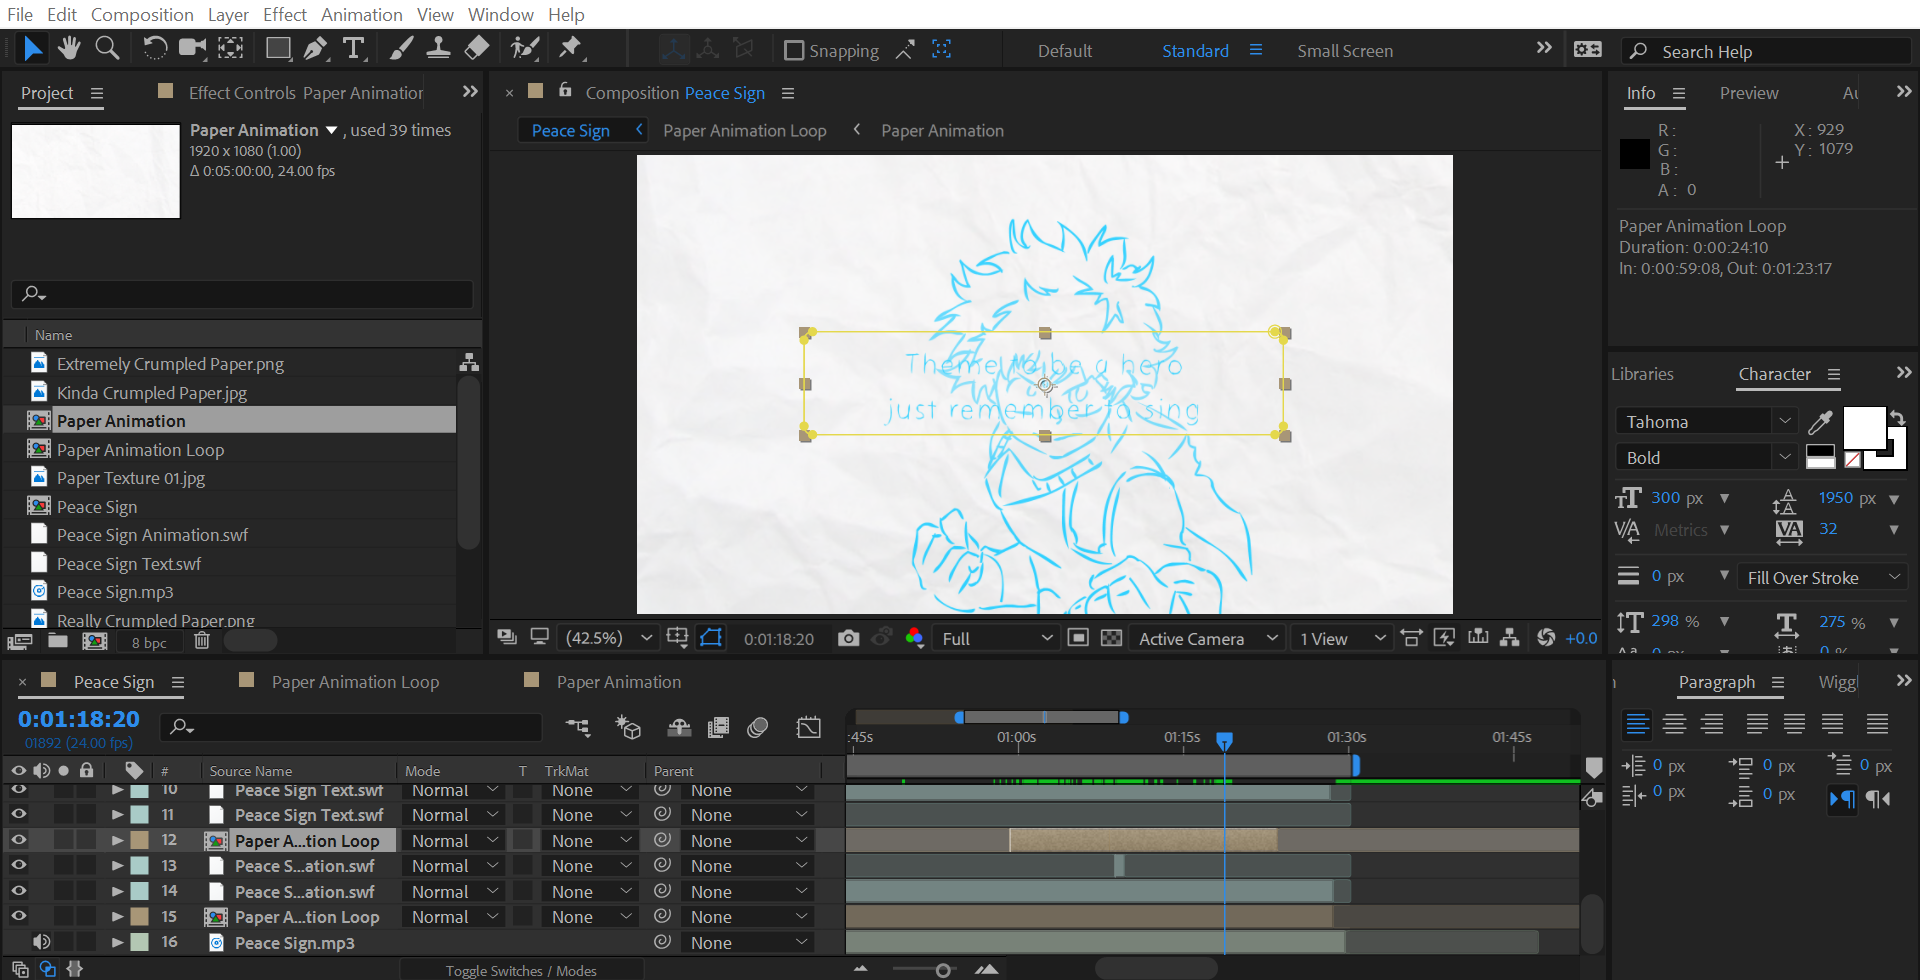 File Edit Composition Layer Effect Animation View Window Help
Snapping
Default Standard Small Screen
Search Help
Project
Effect Controls Paper Animation
Paper Animation , used 39 times
1920 x 1080 (1.00)
Δ 0:05:00:00, 24.00 fps
Name
Extremely Crumpled Paper.png
Kinda Crumpled Paper.jpg
Paper Animation
Paper Animation Loop
Paper Texture 01.jpg
Peace Sign
Peace Sign Animation.swf
Peace Sign Text.swf
Peace Sign.mp3
Really Crumpled Paper.png
8 bpc
× Composition Peace Sign
Peace Sign Paper Animation Loop Paper Animation
just remember to sing
(42.5%) 0:01:18:20 Full Active Camera 1 View +0.0
Info Preview Au
R : X : 929
G : Y : 1079
B :
A : 0
Paper Animation Loop
Duration: 0:00:24:10
In: 0:00:59:08, Out: 0:01:23:17
Libraries Character
Tahoma
Bold
300 px 1950 px
Metrics 32
0 px Fill Over Stroke
298 % 275 %
0 px 0 %
× Peace Sign Paper Animation Loop Paper Animation
0:01:18:20
01892 (24.00 fps)
:45s 01:00s 01:15s 01:30s 01:45s
# Source Name Mode T TrkMat Parent
10 Peace Sign Text.swf Normal None None
11 Peace Sign Text.swf Normal None None
12 Paper A...tion Loop Normal None None
13 Peace S...ation.swf Normal None None
14 Peace S...ation.swf Normal None None
15 Paper A...tion Loop Normal None None
16 Peace Sign.mp3 None
Toggle Switches / Modes
Paragraph Wiggl
0 px 0 px 0 px
0 px 0 px